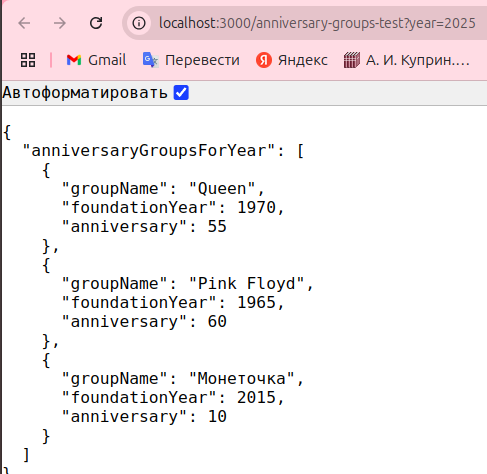 localhost:3000/anniversary-groups-test?year=2025
Gmail Перевести Яндекс А. И. Куприн....
Автоформатировать
{
  "anniversaryGroupsForYear": [
    {
      "groupName": "Queen",
      "foundationYear": 1970,
      "anniversary": 55
    },
    {
      "groupName": "Pink Floyd",
      "foundationYear": 1965,
      "anniversary": 60
    },
    {
      "groupName": "Монеточка",
      "foundationYear": 2015,
      "anniversary": 10
    }
  ]
}